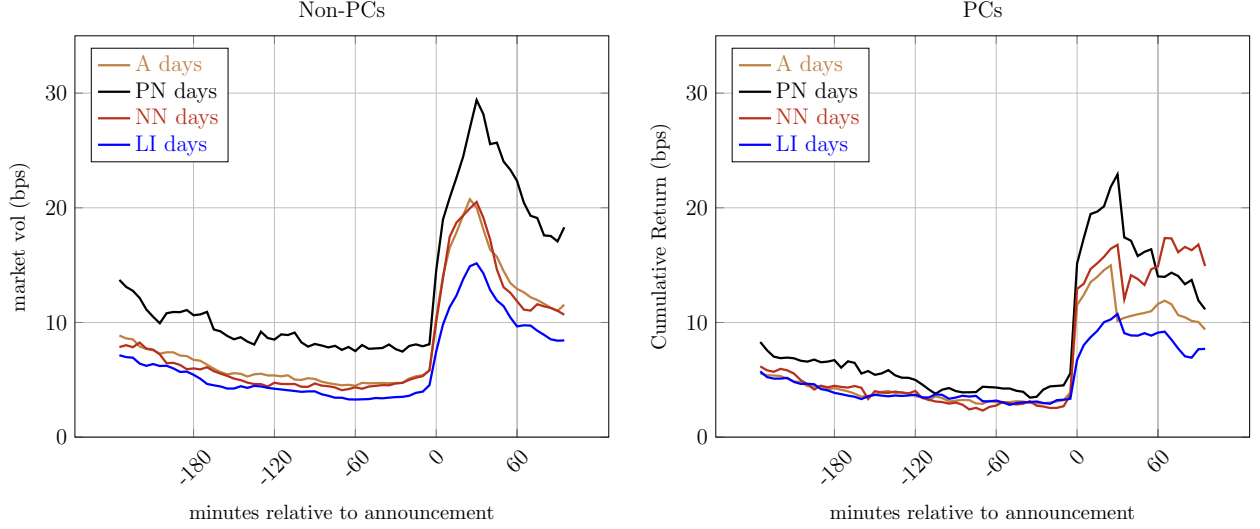 Non-PCs
A days
PN days
NN days
LI days
30
20
10
0
-180
-120
-60
0
60
market vol (bps)
minutes relative to announcement
PCs
A days
PN days
NN days
LI days
30
20
10
0
-180
-120
-60
0
60
Cumulative Return (bps)
minutes relative to announcement